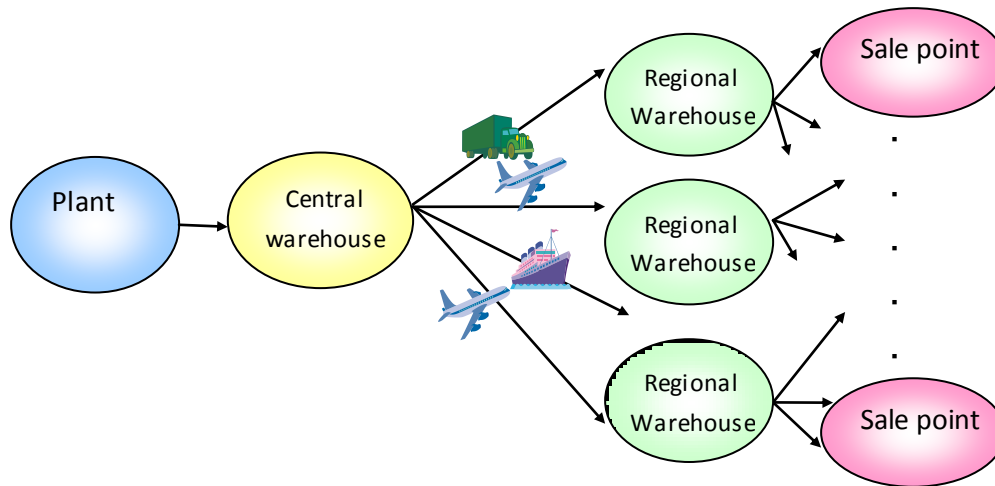 Plant
Central
warehouse
Regional
Warehouse
Regional
Warehouse
Regional
Warehouse
Sale point
Sale point